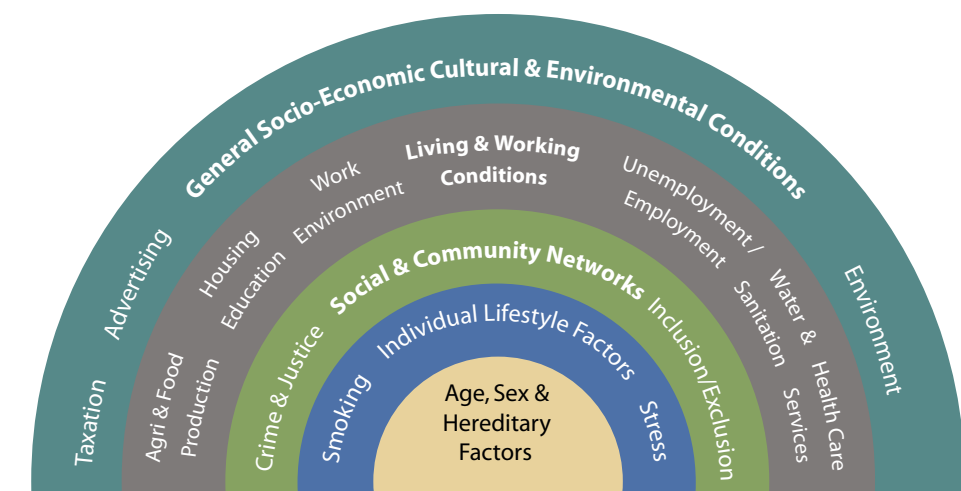 General Socio-Economic Cultural & Environmental Conditions
Taxation
Advertising
Environment
Living & Working
Conditions
Agri & Food
Production
Housing
Education
Work
Environment
Unemployment /
Employment
Water &
Sanitation
Health Care
Services
Social & Community Networks
Crime & Justice
Inclusion/Exclusion
Individual Lifestyle Factors
Smoking
Stress
Age, Sex &
Hereditary
Factors